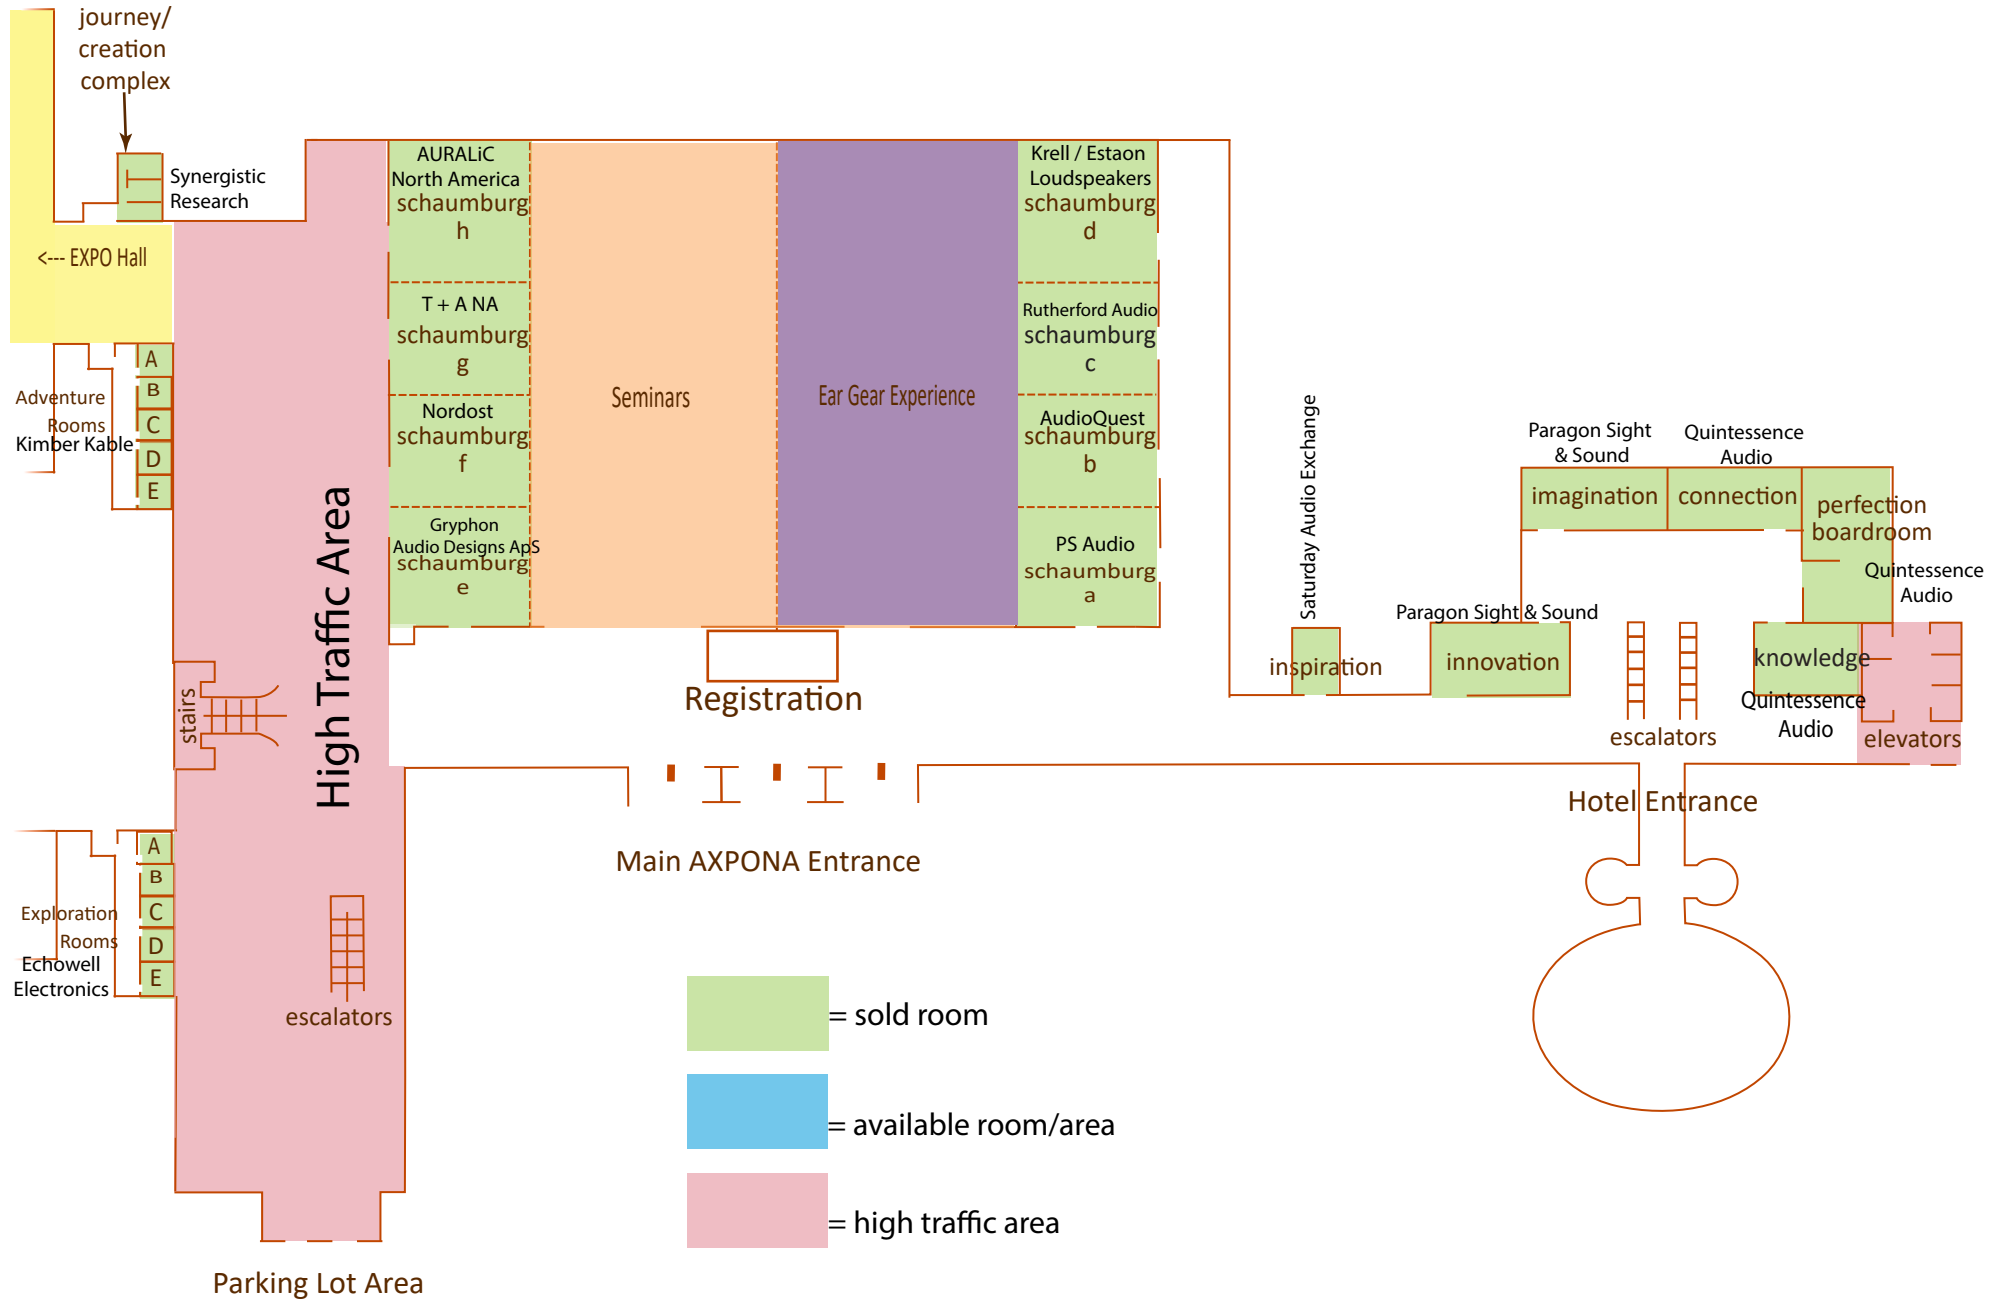 journey/
creation
complex
Synergistic
Research
<--- EXPO Hall
Adventure
Rooms
Kimber Kable
A
B
C
D
E
High Traffic Area
stairs
Exploration
Rooms
Echowell
Electronics
A
B
C
D
E
escalators
Parking Lot Area
AURALiC
North America
schaumburg
h
T + A NA
schaumburg
g
Nordost
schaumburg
f
Gryphon
Audio Designs ApS
schaumburg
e
Seminars
Ear Gear Experience
Krell / Estaon
Loudspeakers
schaumburg
d
Rutherford Audio
schaumburg
c
AudioQuest
schaumburg
b
PS Audio
schaumburg
a
Registration
Main AXPONA Entrance
Saturday Audio Exchange
inspiration
Paragon Sight & Sound
innovation
Paragon Sight
& Sound
imagination
Quintessence
Audio
connection
perfection
boardroom
Quintessence
Audio
knowledge
Quintessence
Audio
escalators
elevators
Hotel Entrance
= sold room
= available room/area
= high traffic area